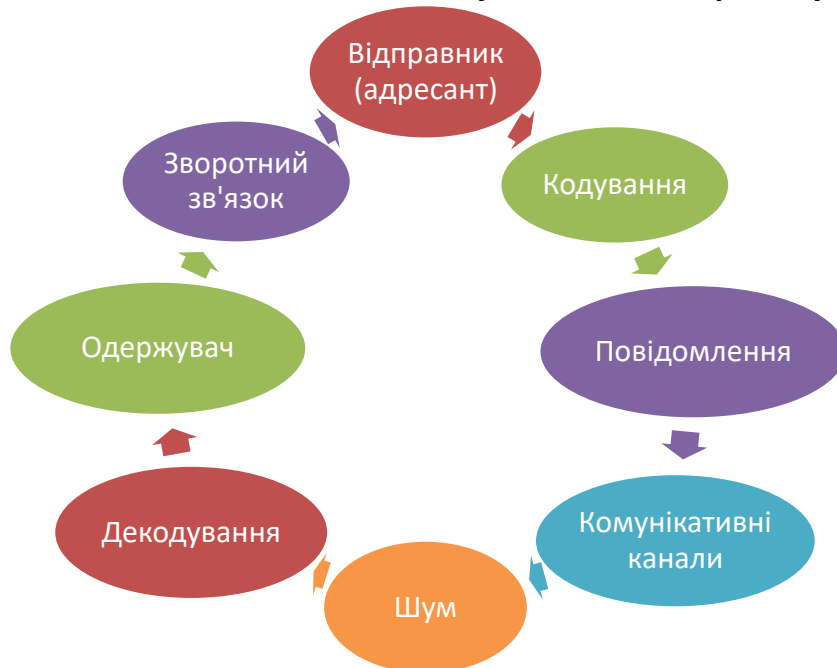 Відправник
(адресант)
Кодування
Повідомлення
Комунікативні
канали
Шум
Декодування
Одержувач
Зворотний
зв'язок